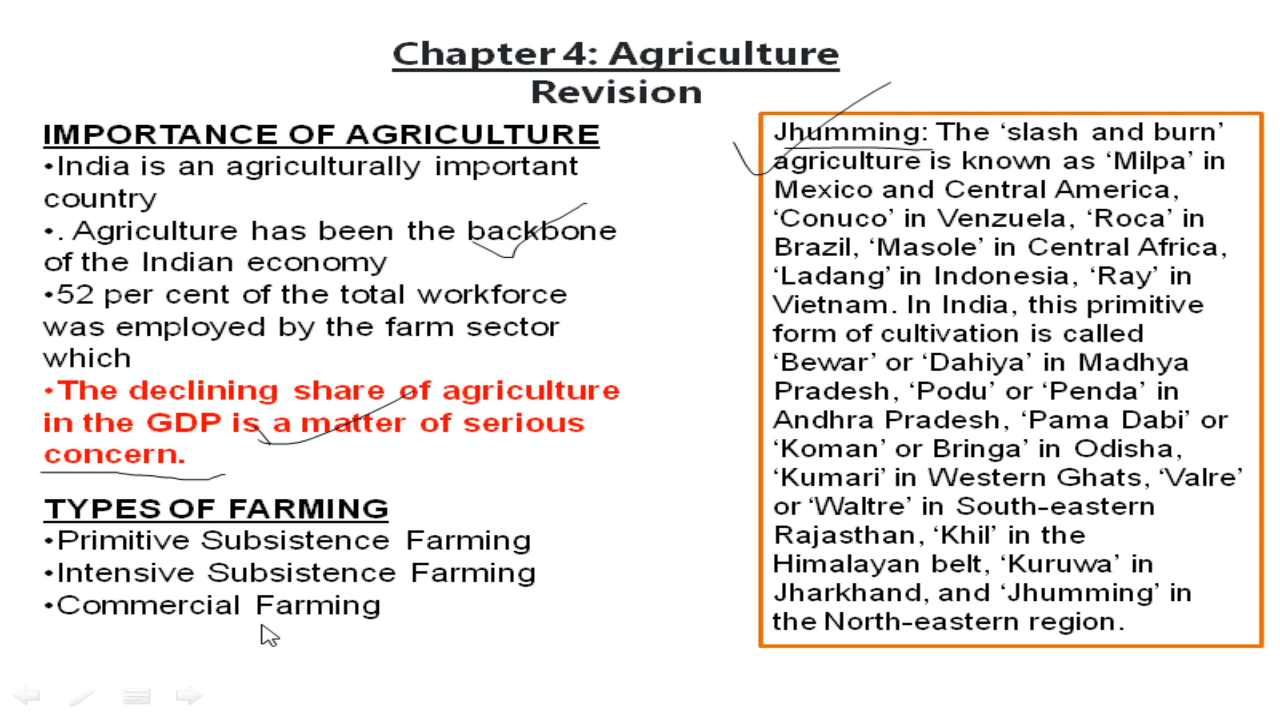 Chapter 4: Agriculture
Revision
IMPORTANCE OF AGRICULTURE
•India is an agriculturally important
country
•. Agriculture has been the backbone
of the Indian economy
•52 per cent of the total workforce
was employed by the farm sector
which
•The declining share of agriculture
in the GDP is a matter of serious
concern.
TYPES OF FARMING
•Primitive Subsistence Farming
•Intensive Subsistence Farming
•Commercial Farming
Jhumming: The ‘slash and burn’
agriculture is known as ‘Milpa’ in
Mexico and Central America,
‘Conuco’ in Venzuela, ‘Roca’ in
Brazil, ‘Masole’ in Central Africa,
‘Ladang’ in Indonesia, ‘Ray’ in
Vietnam. In India, this primitive
form of cultivation is called
‘Bewar’ or ‘Dahiya’ in Madhya
Pradesh, ‘Podu’ or ‘Penda’ in
Andhra Pradesh, ‘Pama Dabi’ or
‘Koman’ or Bringa’ in Odisha,
‘Kumari’ in Western Ghats, ‘Valre’
or ‘Waltre’ in South-eastern
Rajasthan, ‘Khil’ in the
Himalayan belt, ‘Kuruwa’ in
Jharkhand, and ‘Jhumming’ in
the North-eastern region.